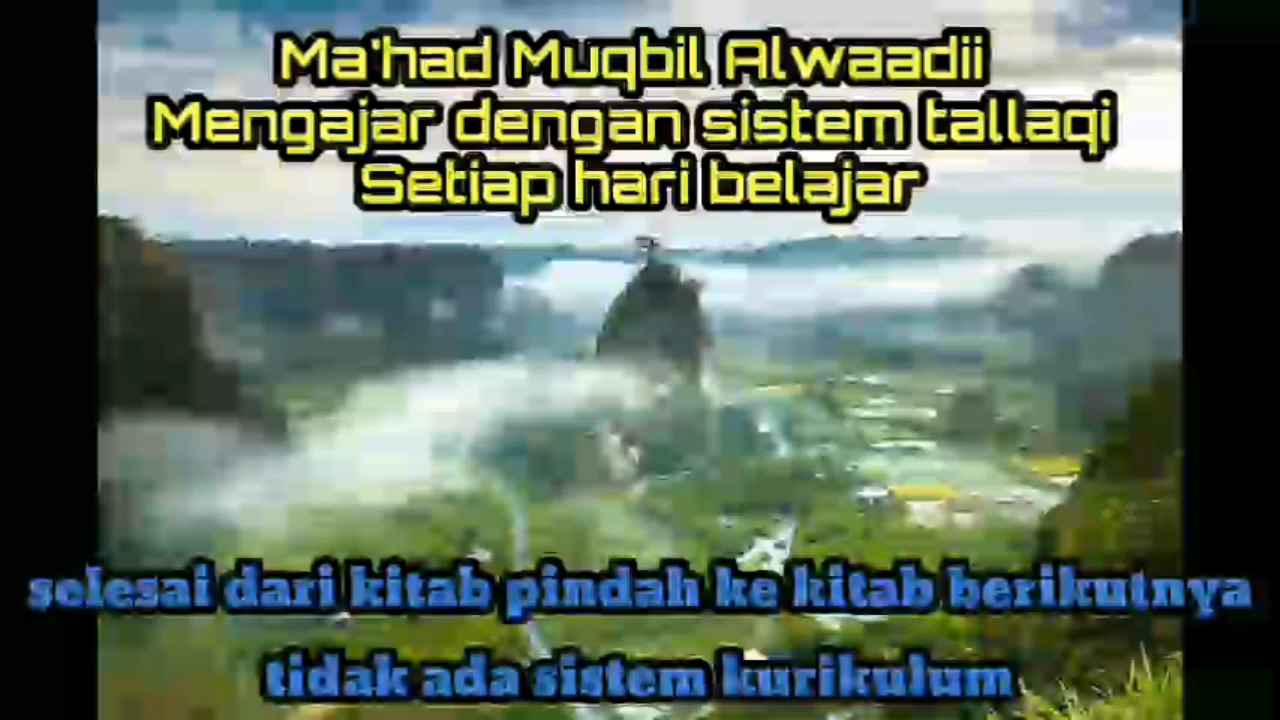 Ma'had Muqbil Alwaadii
Mengajar dengan sistem tallaqi
Setiap hari belajar
selesai dari kitab pindah ke kitab berikutnya
tidak ada sistem kurikulum